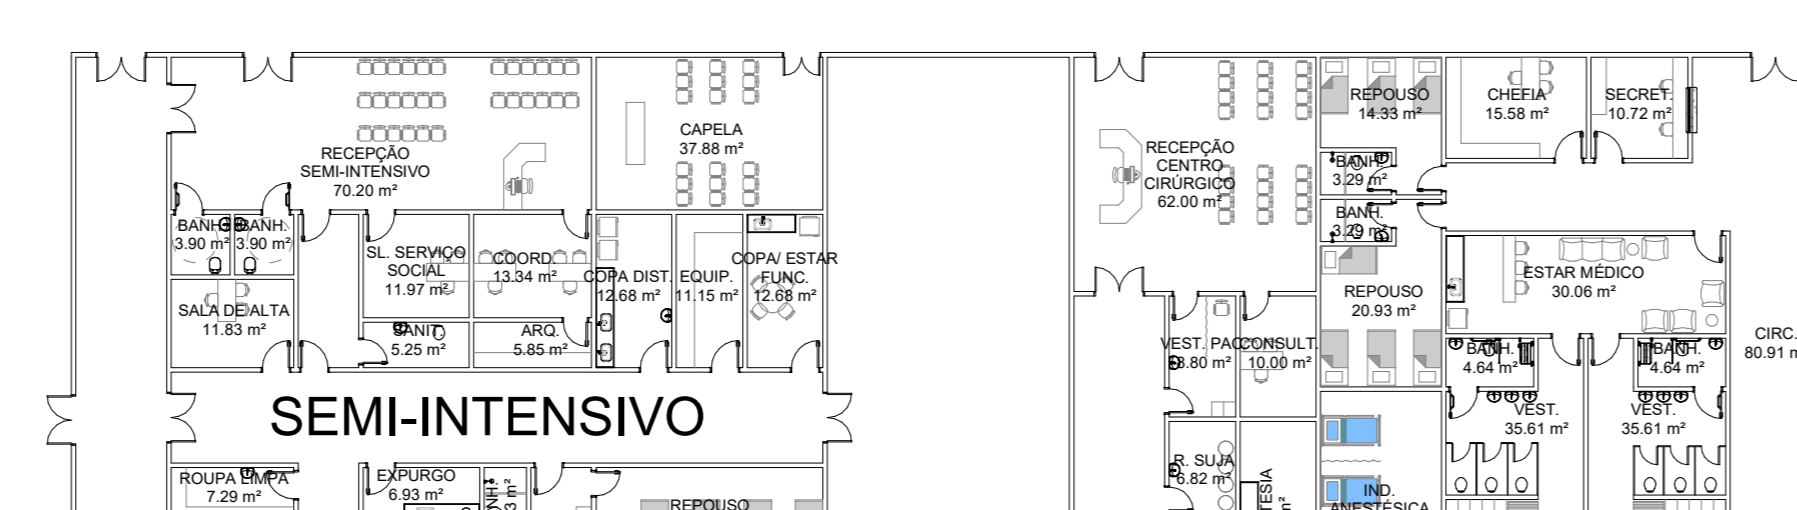 RECEPÇÃO
SEMI-INTENSIVO
70.20 m²
CAPELA
37.88 m²
RECEPÇÃO
CENTRO
CIRÚRGICO
62.00 m²
REPOUSO
14.33 m²
CHEFIA
15.58 m²
SECRET.
10.72 m²
BANH.
3.29 m²
BANH.
3.29 m²
BANH.
3.90 m²
BANH.
3.90 m²
SL. SERVIÇO
SOCIAL
11.97 m²
COORD.
13.34 m²
COPA DIST.
12.68 m²
EQUIP.
11.15 m²
COPA/ ESTAR
FUNC.
12.68 m²
SALA DE ALTA
11.83 m²
SANIT.
5.25 m²
ARQ.
5.85 m²
REPOUSO
20.93 m²
ESTAR MÉDICO
30.06 m²
VEST. PAC
3.80 m²
CONSULT.
10.00 m²
BANH.
4.64 m²
BANH.
4.64 m²
CIRC.
80.91 m
SEMI-INTENSIVO
VEST.
35.61 m²
VEST.
35.61 m²
ROUPA LIMPA
7.29 m²
EXPURGO
6.93 m²
REPOUSO
R. SUJA
6.82 m²
IND.
ANESTÉSICA